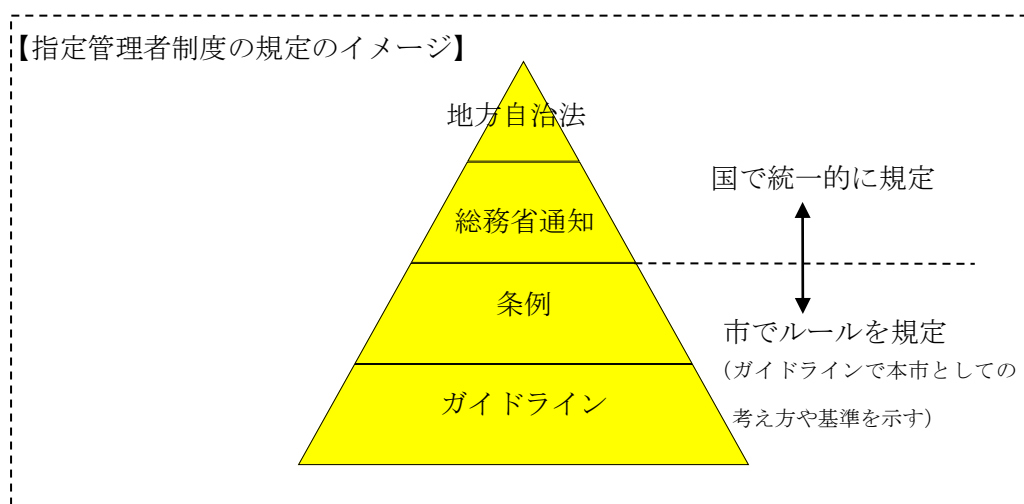 【指定管理者制度の規定のイメージ】
地方自治法
総務省通知
条例
ガイドライン
国で統一的に規定
市でルールを規定
（ガイドラインで本市としての
考え方や基準を示す）